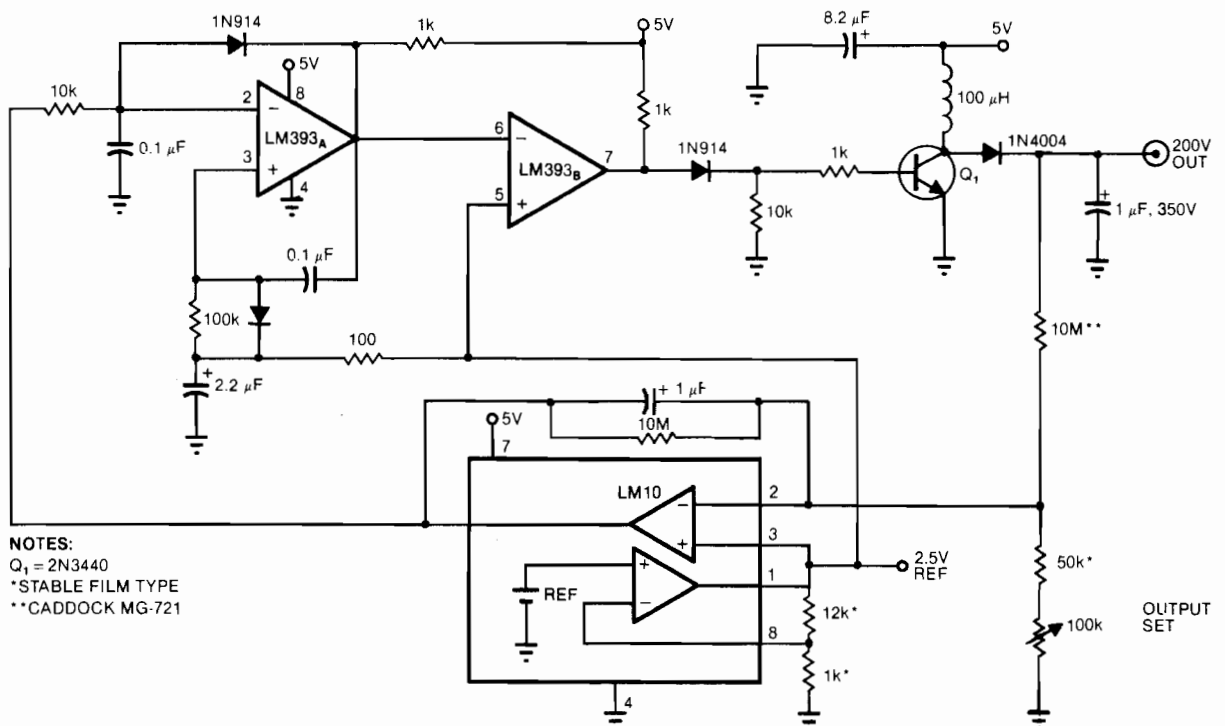 1N914
1k
5V
8.2 µF
+
5V
5V
10k
2
−
8
LM393A
1k
100 µH
0.1 µF
3
+
4
6
−
LM393B
7
5
+
1N914
1k
10k
Q1
1N4004
200V
OUT
+
1 µF, 350V
0.1 µF
100k
100
+
2.2 µF
10M**
+ 1 µF
10M
5V
7
LM10
−
2
+
3
NOTES:
Q1 = 2N3440
*STABLE FILM TYPE
**CADDOCK MG-721
REF
+
−
1
2.5V
REF
12k*
8
1k*
4
50k*
100k
OUTPUT
SET